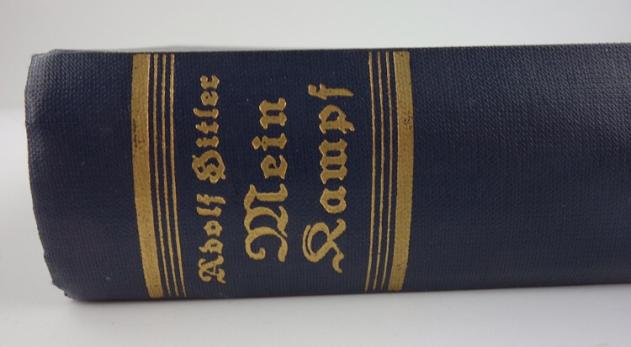 Adolf Hitler
Mein
Kampf